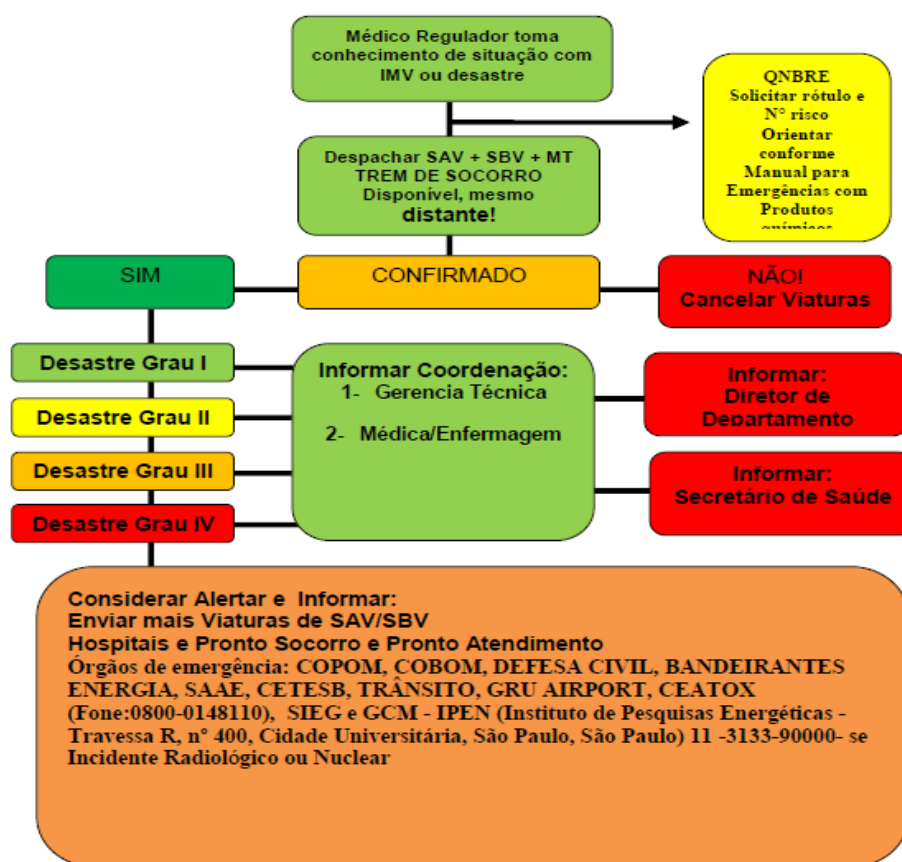 Médico Regulador toma
conhecimento de situação com
IMV ou desastre
QNBRE
Solicitar rótulo e
N° risco
Orientar
conforme
Manual para
Emergências com
Produtos
químicos
Despachar SAV + SBV + MT
TREM DE SOCORRO
Disponível, mesmo
distante!
SIM
CONFIRMADO
NÃO!
Cancelar Viaturas
Desastre Grau I
Desastre Grau II
Desastre Grau III
Desastre Grau IV
Informar Coordenação:
1- Gerencia Técnica
2- Médica/Enfermagem
Informar:
Diretor de
Departamento
Informar:
Secretário de Saúde
Considerar Alertar e Informar:
Enviar mais Viaturas de SAV/SBV
Hospitais e Pronto Socorro e Pronto Atendimento
Órgãos de emergência: COPOM, COBOM, DEFESA CIVIL, BANDEIRANTES
ENERGIA, SAAE, CETESB, TRÂNSITO, GRU AIRPORT, CEATOX
(Fone:0800-0148110), SIEG e GCM - IPEN (Instituto de Pesquisas Energéticas -
Travessa R, nº 400, Cidade Universitária, São Paulo, São Paulo) 11 -3133-90000- se
Incidente Radiológico ou Nuclear